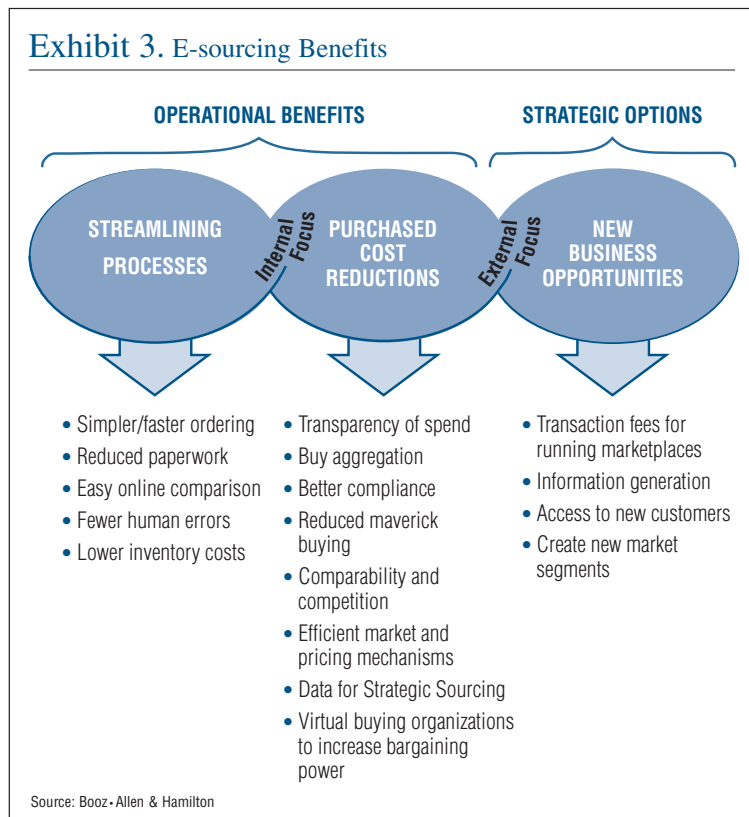 Exhibit 3. E-sourcing Benefits
OPERATIONAL BENEFITS
STRATEGIC OPTIONS
STREAMLINING
PROCESSES
Internal
Focus
PURCHASED
COST
REDUCTIONS
External
Focus
NEW
BUSINESS
OPPORTUNITIES
• Simpler/faster ordering
• Reduced paperwork
• Easy online comparison
• Fewer human errors
• Lower inventory costs
• Transparency of spend
• Buy aggregation
• Better compliance
• Reduced maverick
buying
• Comparability and
competition
• Efficient market and
pricing mechanisms
• Data for Strategic Sourcing
• Virtual buying organizations
to increase bargaining
power
• Transaction fees for
running marketplaces
• Information generation
• Access to new customers
• Create new market
segments
Source: Booz•Allen & Hamilton